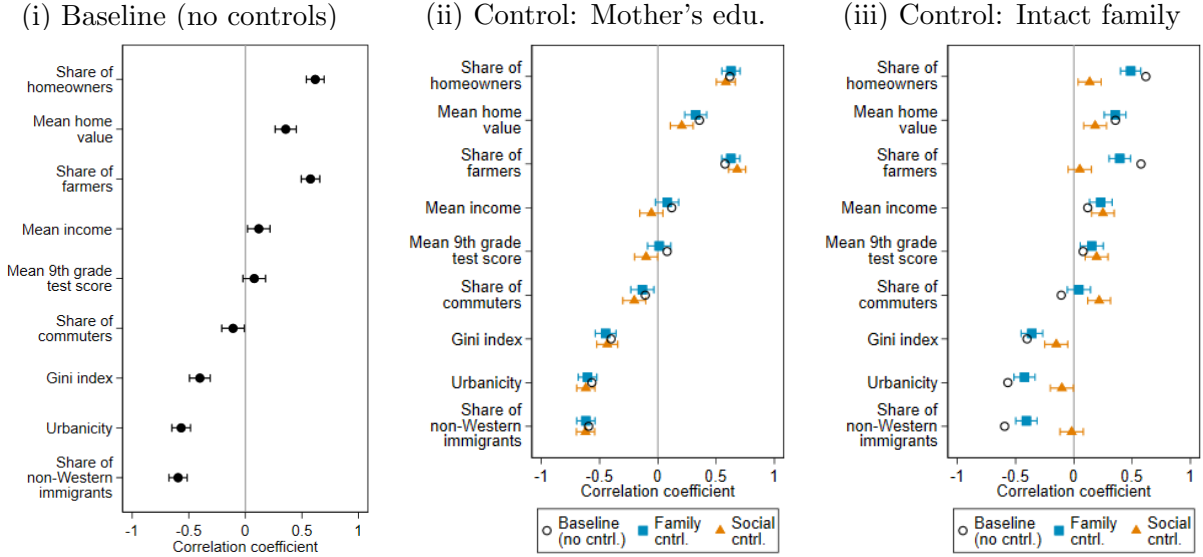 (i) Baseline (no controls)
Share of
homeowners
Mean home
value
Share of
farmers
Mean income
Mean 9th grade
test score
Share of
commuters
Gini index
Urbanicity
Share of
non-Western
immigrants
-1 -0.5 0 0.5 1
Correlation coefficient
(ii) Control: Mother's edu.
Share of
homeowners
Mean home
value
Share of
farmers
Mean income
Mean 9th grade
test score
Share of
commuters
Gini index
Urbanicity
Share of
non-Western
immigrants
-1 -0.5 0 0.5 1
Correlation coefficient
Baseline Family Social
(no cntrl.) cntrl. cntrl.
(iii) Control: Intact family
Share of
homeowners
Mean home
value
Share of
farmers
Mean income
Mean 9th grade
test score
Share of
commuters
Gini index
Urbanicity
Share of
non-Western
immigrants
-1 -0.5 0 0.5 1
Correlation coefficient
Baseline Family Social
(no cntrl.) cntrl. cntrl.